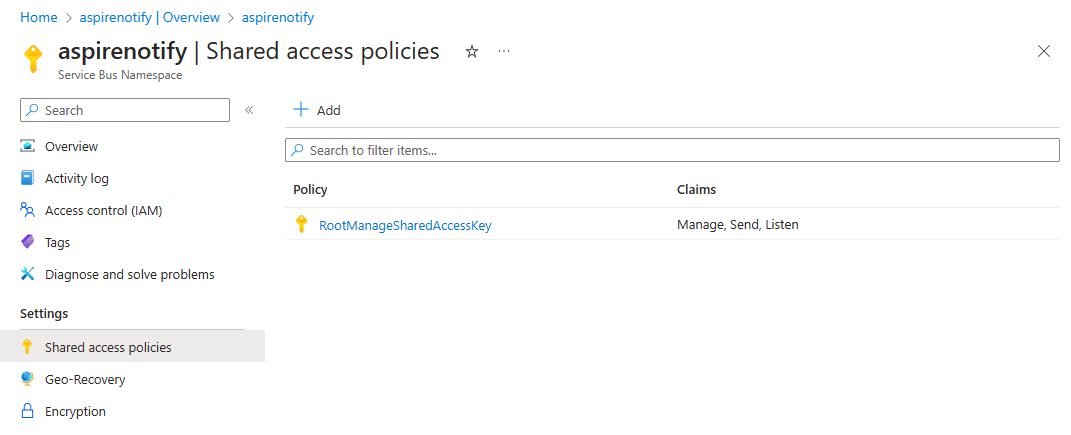 Home > aspirenotify | Overview > aspirenotify
aspirenotify | Shared access policies
Service Bus Namespace
Search
Overview
Activity log
Access control (IAM)
Tags
Diagnose and solve problems
Settings
Shared access policies
Geo-Recovery
Encryption
Add
Search to filter items...
Policy Claims
RootManageSharedAccessKey Manage, Send, Listen